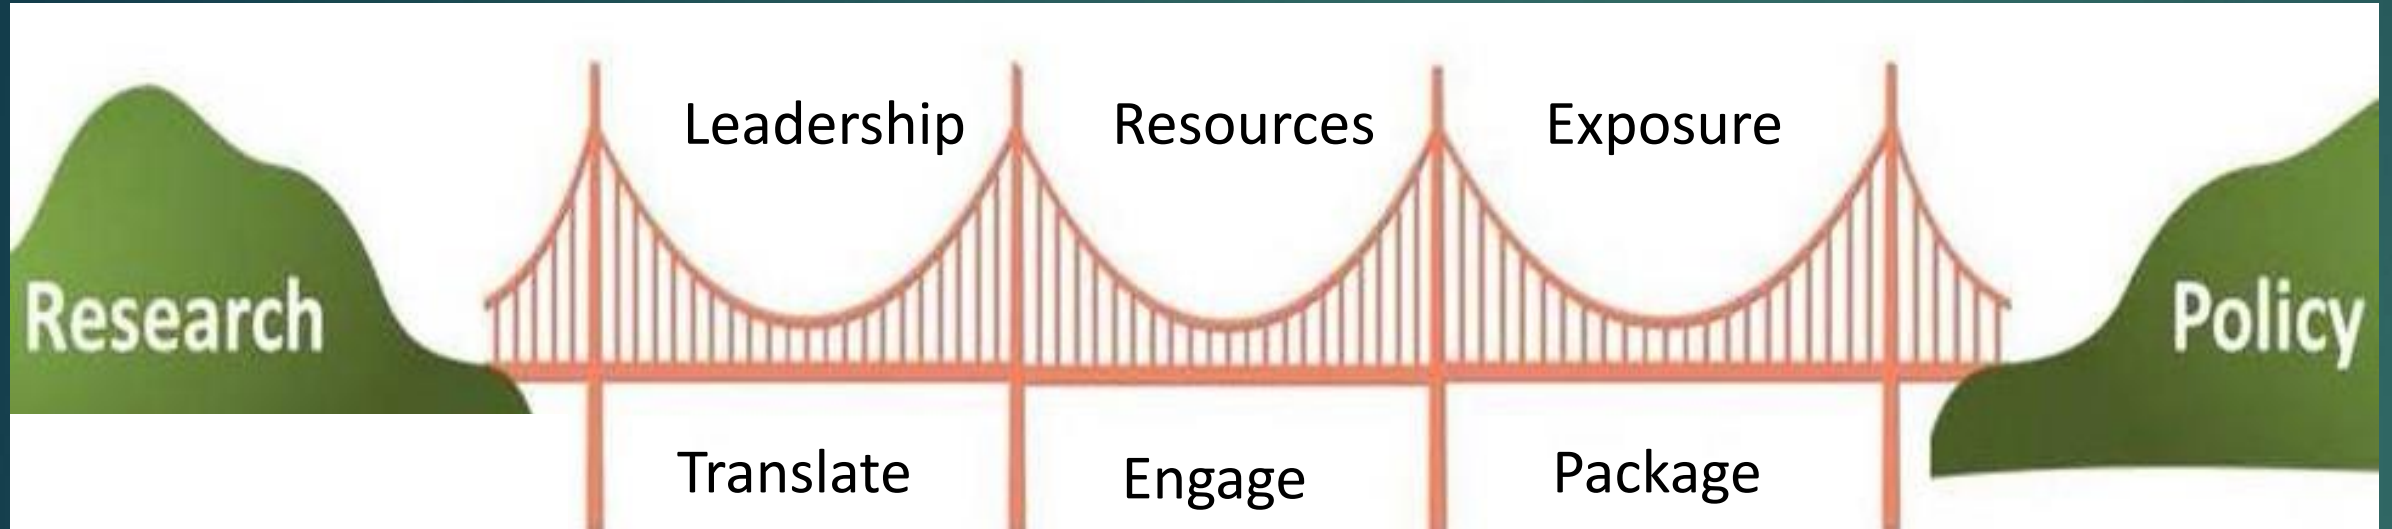 Leadership Resources Exposure
Research Policy
Translate Engage Package